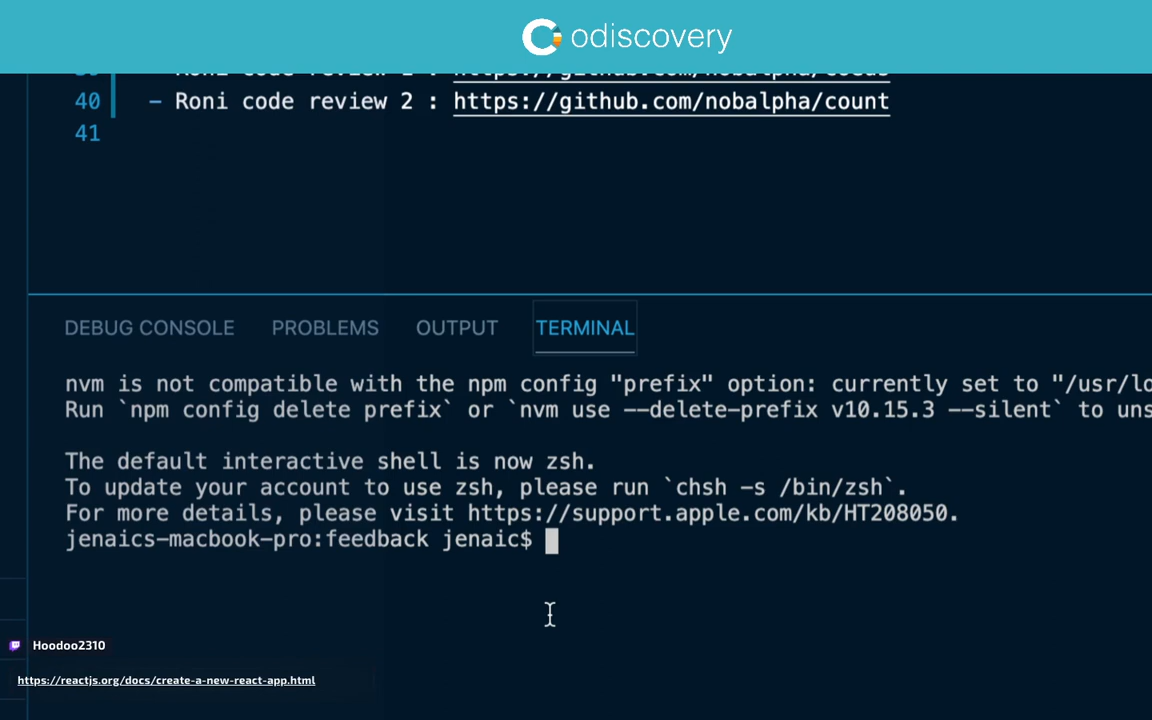 odiscovery
40 – Roni code review 2 : https://github.com/nobalpha/count
41
DEBUG CONSOLE PROBLEMS OUTPUT TERMINAL
nvm is not compatible with the npm config "prefix" option: currently set to "/usr/lo
Run `npm config delete prefix` or `nvm use --delete-prefix v10.15.3 --silent` to uns
The default interactive shell is now zsh.
To update your account to use zsh, please run `chsh -s /bin/zsh`.
For more details, please visit https://support.apple.com/kb/HT208050.
jenaics-macbook-pro:feedback jenaic$
Hoodoo2310
https://reactjs.org/docs/create-a-new-react-app.html